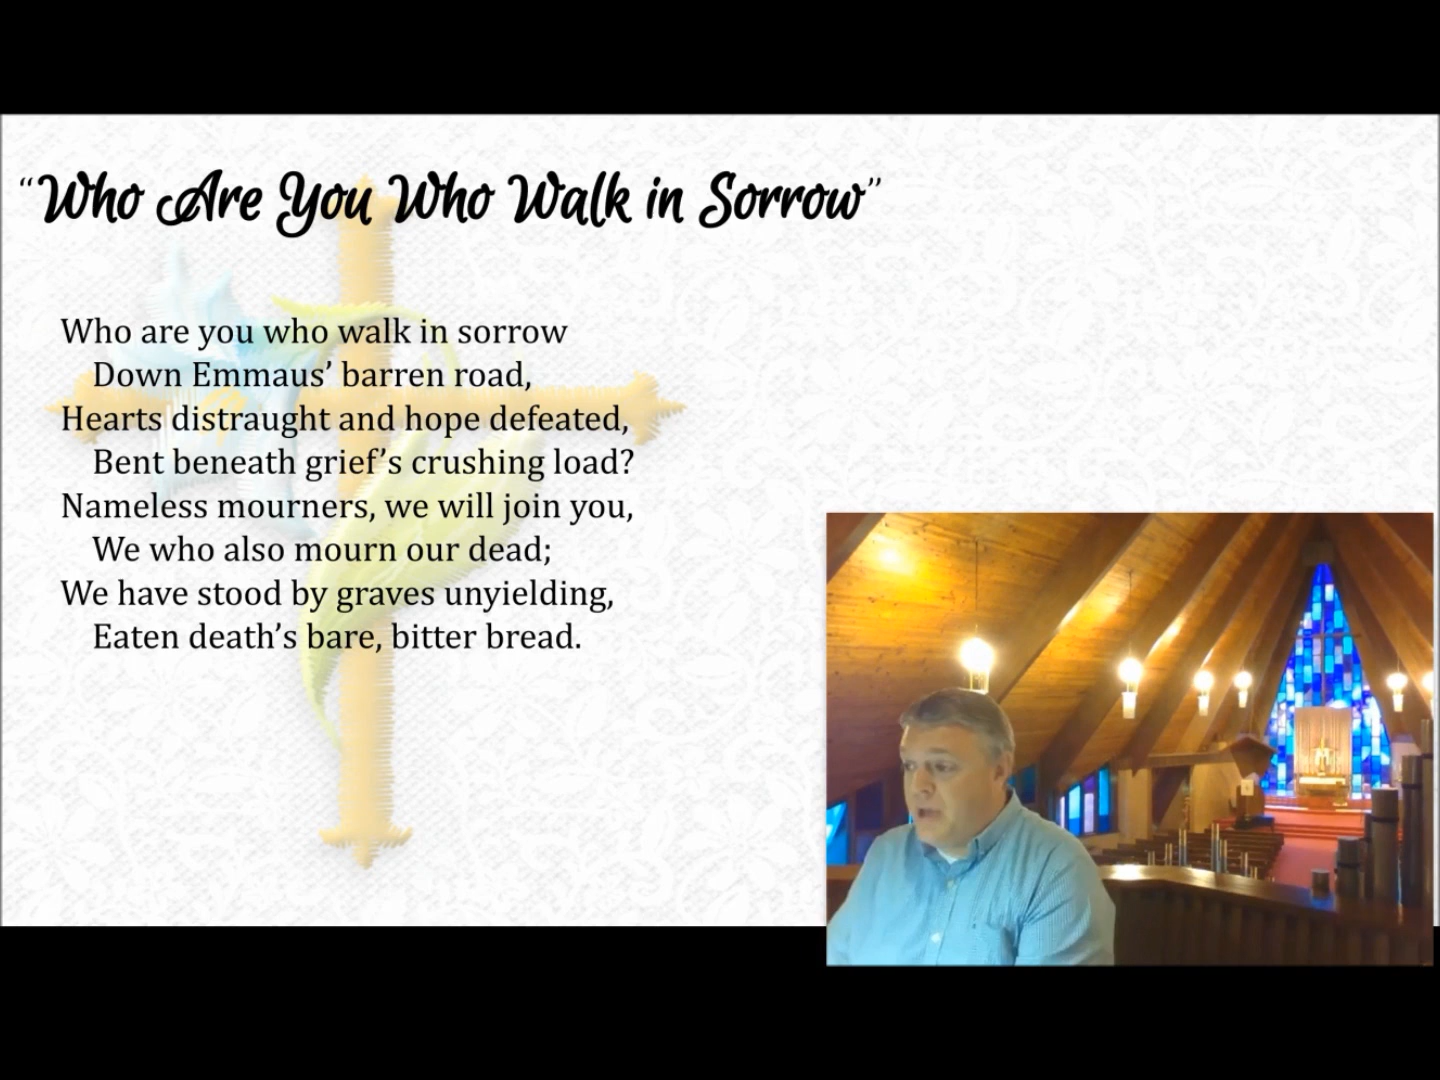 “Who Are You Who Walk in Sorrow”
Who are you who walk in sorrow
Down Emmaus’ barren road,
Hearts distraught and hope defeated,
Bent beneath grief’s crushing load?
Nameless mourners, we will join you,
We who also mourn our dead;
We have stood by graves unyielding,
Eaten death’s bare, bitter bread.